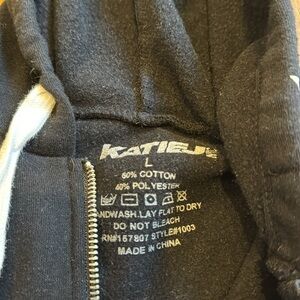 KATIEJ
L
60% COTTON
40% POLYESTER
ANDWASH.LAY FLAT TO DRY
DO NOT BLEACH
RN#157807 STYLE#1003
MADE IN CHINA